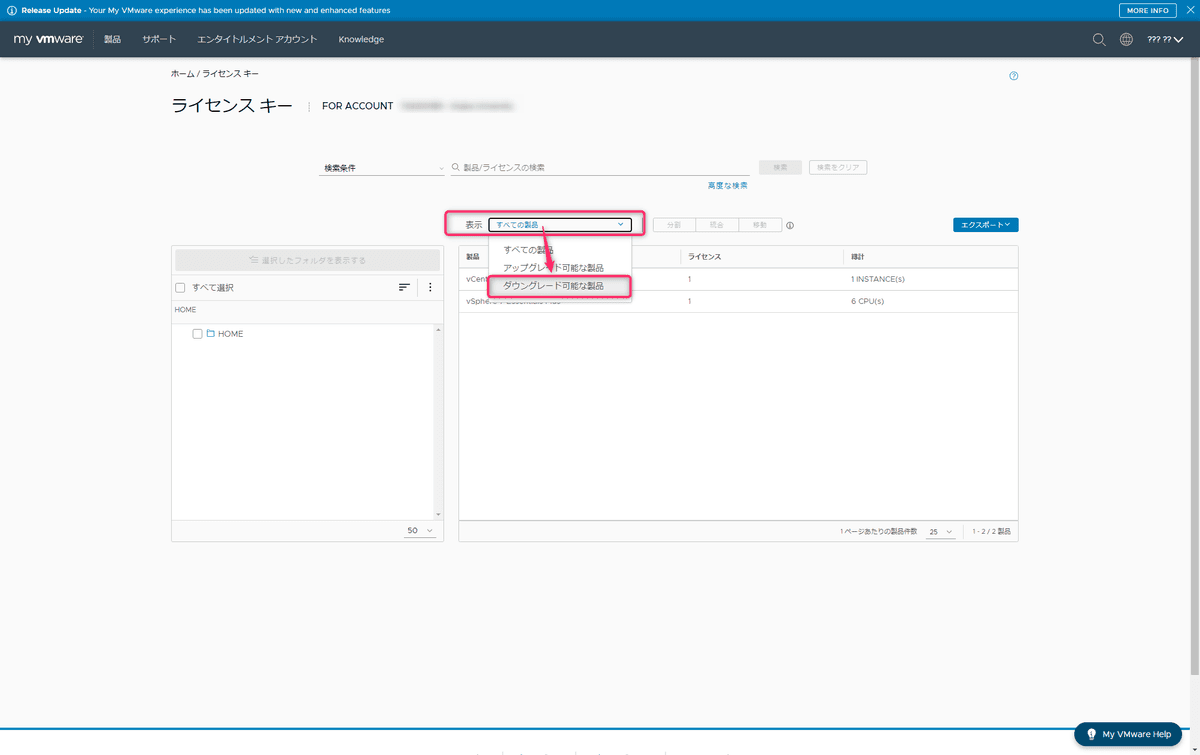 Release Update - Your My VMware experience has been updated with new and enhanced features
MORE INFO
my vmware
製品
サポート
エンタイトルメント アカウント
Knowledge
??? ??
ホーム / ライセンス キー
ライセンス キー
FOR ACCOUNT
検索条件
製品/ライセンスの検索
検索
検索をクリア
高度な検索
表示
すべての製品
分割
統合
移動
エクスポート
すべての製品
アップグレード可能な製品
ダウングレード可能な製品
選択したフォルダを表示する
すべて選択
HOME
HOME
50
製品
ライセンス
総計
1
1 INSTANCE(s)
1
6 CPU(s)
1 ページあたりの製品件数
25
1 - 2 / 2 製品
My VMware Help